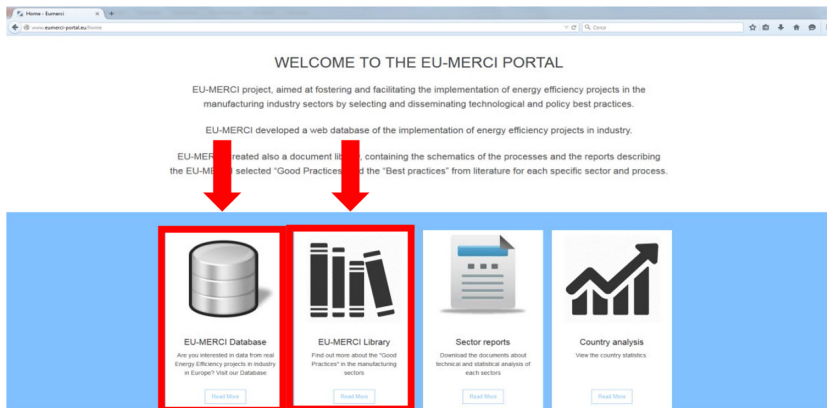 Home - Eumerci
www.eumerci-portal.eu/home
Cerca
WELCOME TO THE EU-MERCI PORTAL
EU-MERCI project, aimed at fostering and facilitating the implementation of energy efficiency projects in the
manufacturing industry sectors by selecting and disseminating technological and policy best practices.
EU-MERCI developed a web database of the implementation of energy efficiency projects in industry.
EU-MER created also a document li , containing the schematics of the processes and the reports describing
the EU-ME selected "Good Practices" d the "Best practices" from literature for each specific sector and process.
EU-MERCI Database
Are you interested in data from real
Energy Efficiency projects in industry
in Europe? Visit our Database
Read More
EU-MERCI Library
Find out more about the "Good
Practices" in the manufacturing
sectors
Read More
Sector reports
Download the documents about
technical and statistical analysis of
each sectors
Read More
Country analysis
View the country statistics.
Read More